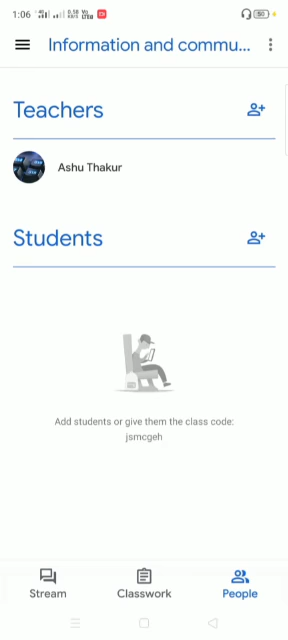 1:06
Information and commu...
Teachers
Ashu Thakur
Students
Add students or give them the class code:
jsmcgeh
Stream Classwork People